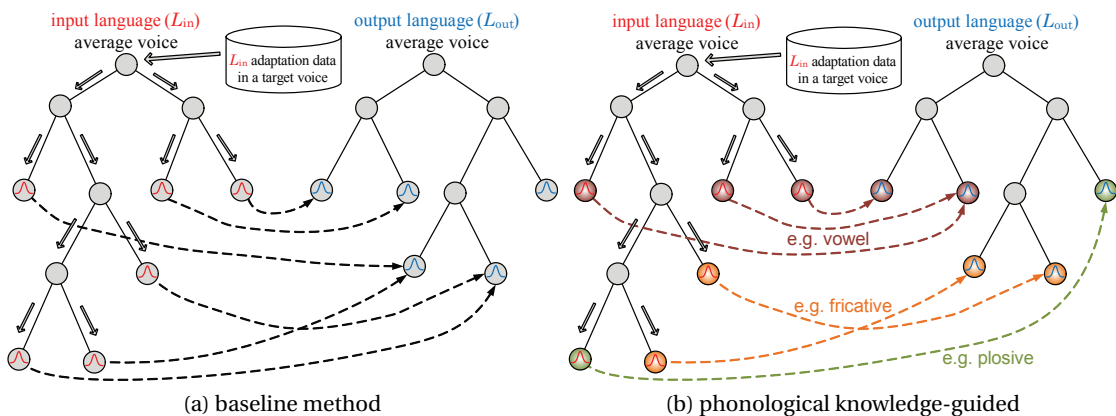 input language (Lin)
average voice
output language (Lout)
average voice
Lin adaptation data
in a target voice
(a) baseline method
input language (Lin)
average voice
output language (Lout)
average voice
Lin adaptation data
in a target voice
e.g. vowel
e.g. fricative
e.g. plosive
(b) phonological knowledge-guided